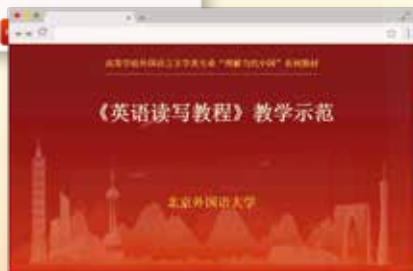 高等学校外国语言文学类专业“理解当代中国”系列教材
《英语读写教程》教学示范
北京外国语大学